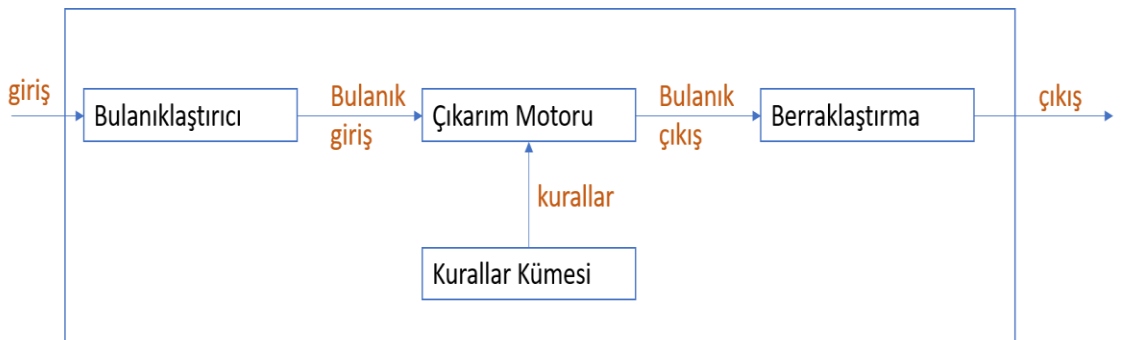 giriş
Bulanıklaştırıcı
Bulanık
giriş
Çıkarım Motoru
Bulanık
çıkış
Berraklaştırma
çıkış
kurallar
Kurallar Kümesi